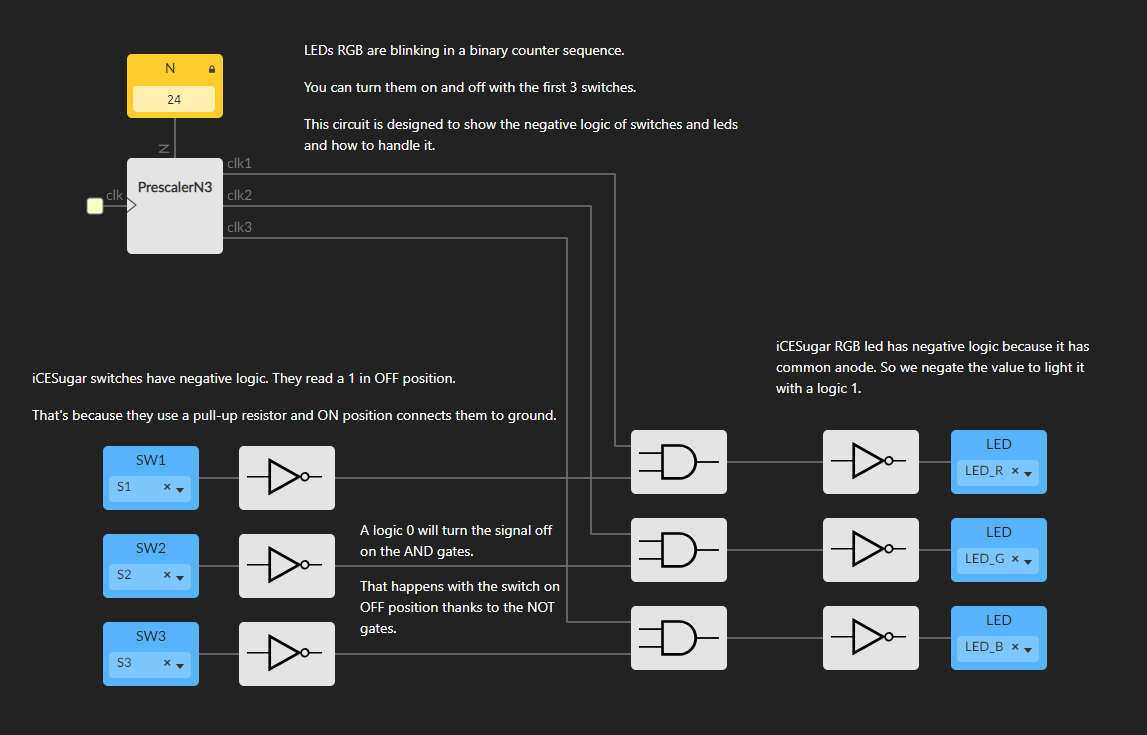 LEDs RGB are blinking in a binary counter sequence.
You can turn them on and off with the first 3 switches.
This circuit is designed to show the negative logic of switches and leds
and how to handle it.
N
24
N
PrescalerN3
clk
clk1
clk2
clk3
iCESugar RGB led has negative logic because it has
common anode. So we negate the value to light it
with a logic 1.
iCESugar switches have negative logic. They read a 1 in OFF position.
That's because they use a pull-up resistor and ON position connects them to ground.
SW1
S1 ×
SW2
S2 ×
SW3
S3 ×
A logic 0 will turn the signal off
on the AND gates.
That happens with the switch on
OFF position thanks to the NOT
gates.
LED
LED_R ×
LED
LED_G ×
LED
LED_B ×